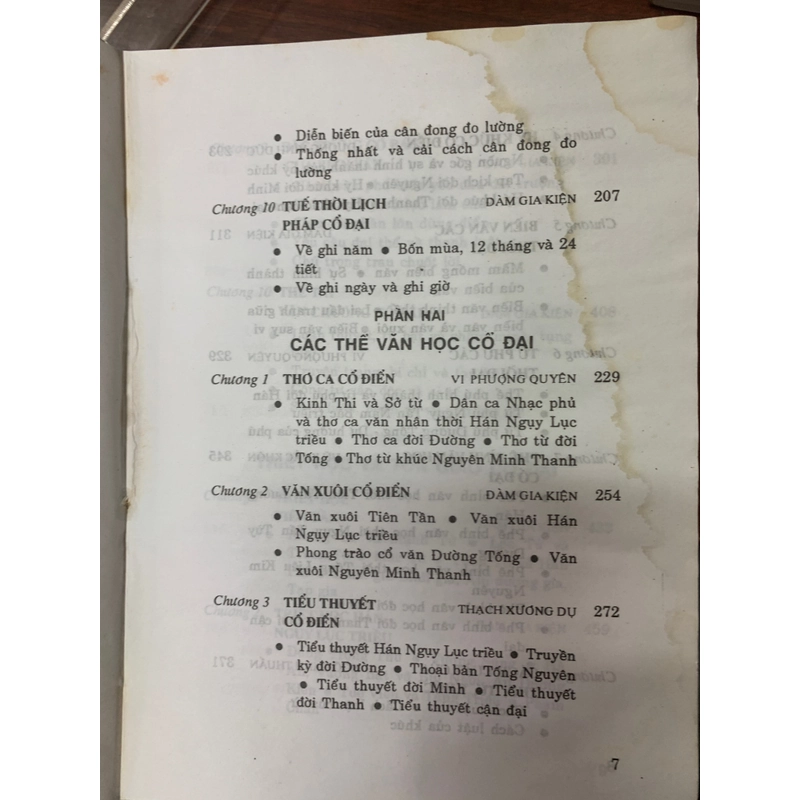 ● Diễn biến của cân đong đo lường
● Thống nhất và cải cách cân đong đo
lường
Chương 10 TUẾ THỜI LỊCH ĐÀM GIA KIỆN 207
PHÁP CỔ ĐẠI
● Về ghi năm ● Bốn mùa, 12 tháng và 24
tiết
● Về ghi ngày và ghi giờ
PHẦN HAI
CÁC THỂ VĂN HỌC CỔ ĐẠI
Chương 1 THƠ CA CỔ ĐIỂN VI PHƯỢNG QUYÊN 229
● Kinh Thi và Sở từ ● Dân ca Nhạc phủ
và thơ ca văn nhân thời Hán Ngụy Lục
triều ● Thơ ca đời Đường ● Thơ từ đời
Tống ● Thơ từ khúc Nguyên Minh Thanh
Chương 2 VĂN XUÔI CỔ ĐIỂN ĐÀM GIA KIỆN 254
● Văn xuôi Tiên Tần ● Văn xuôi Hán
Ngụy Lục triều
● Phong trào cổ văn Đường Tống ● Văn
xuôi Nguyên Minh Thanh
Chương 3 TIỂU THUYẾT THẠCH XƯƠNG DỤ 272
CỔ ĐIỂN
● Tiểu thuyết Hán Ngụy Lục triều ● Truyền
kỳ đời Đường ● Thoại bản Tống Nguyên
● Tiểu thuyết đời Minh ● Tiểu thuyết
đời Thanh ● Tiểu thuyết cận đại
7